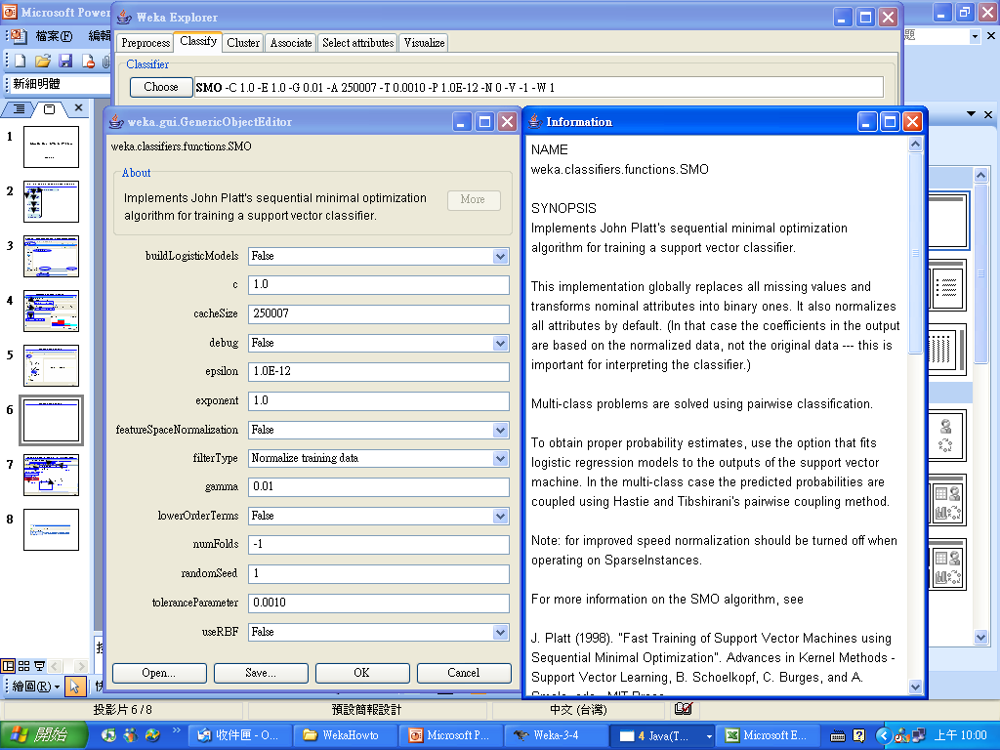 Microsoft Power
檔案(F) 編輯
新細明體
題
Weka Explorer
Preprocess Classify Cluster Associate Select attributes Visualize
Classifier
Choose SMO -C 1.0 -E 1.0 -G 0.01 -A 250007 -T 0.0010 -P 1.0E-12 -N 0 -V -1 -W 1
weka.gui.GenericObjectEditor
weka.classifiers.functions.SMO
About
Implements John Platt's sequential minimal optimization
algorithm for training a support vector classifier.
More
buildLogisticModels False
c 1.0
cacheSize 250007
debug False
epsilon 1.0E-12
exponent 1.0
featureSpaceNormalization False
filterType Normalize training data
gamma 0.01
lowerOrderTerms False
numFolds -1
randomSeed 1
toleranceParameter 0.0010
useRBF False
Open... Save... OK Cancel
Information
NAME
weka.classifiers.functions.SMO
SYNOPSIS
Implements John Platt's sequential minimal optimization
algorithm for training a support vector classifier.
This implementation globally replaces all missing values and
transforms nominal attributes into binary ones. It also normalizes
all attributes by default. (In that case the coefficients in the output
are based on the normalized data, not the original data --- this is
important for interpreting the classifier.)
Multi-class problems are solved using pairwise classification.
To obtain proper probability estimates, use the option that fits
logistic regression models to the outputs of the support vector
machine. In the multi-class case the predicted probabilities are
coupled using Hastie and Tibshirani's pairwise coupling method.
Note: for improved speed normalization should be turned off when
operating on SparseInstances.
For more information on the SMO algorithm, see
J. Platt (1998). "Fast Training of Support Vector Machines using
Sequential Minimal Optimization". Advances in Kernel Methods -
Support Vector Learning, B. Schoelkopf, C. Burges, and A.
1
2
3
4
5
6
7
8
繪圖(R)
投影片 6 / 8 預設簡報設計 中文 (台灣)
開始 收件匣 - O... WekaHowto Microsoft P... Weka-3-4 4 Java(T... Microsoft E... 上午 10:00